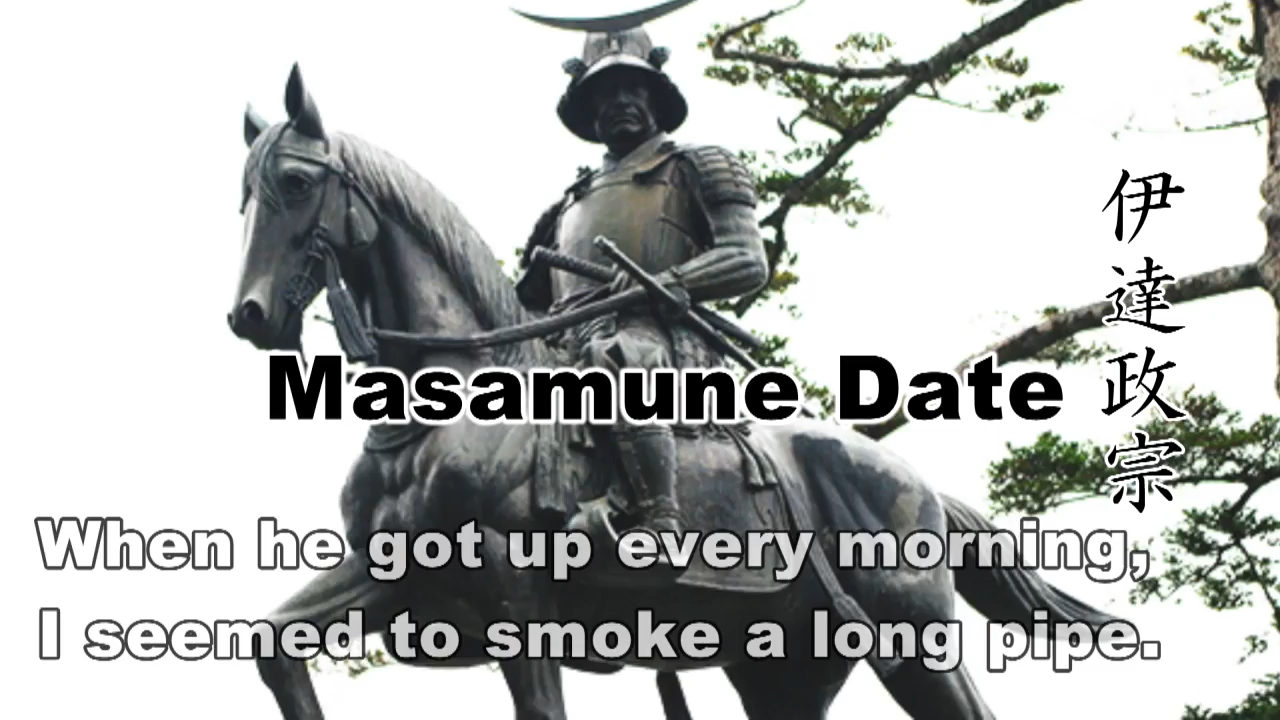 Masamune Date
伊達政宗
When he got up every morning,
I seemed to smoke a long pipe.